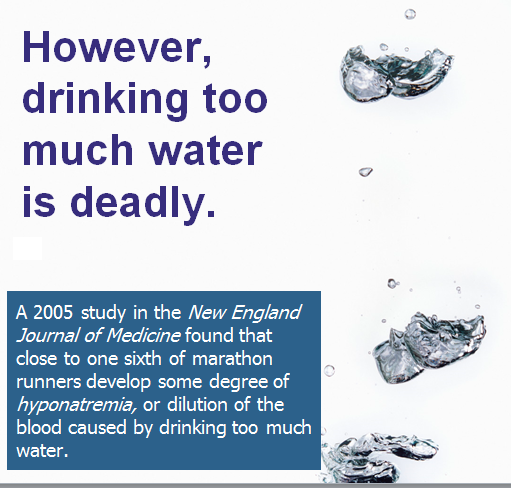 However,
drinking too
much water
is deadly.
A 2005 study in the New England
Journal of Medicine found that
close to one sixth of marathon
runners develop some degree of
hyponatremia, or dilution of the
blood caused by drinking too much
water.